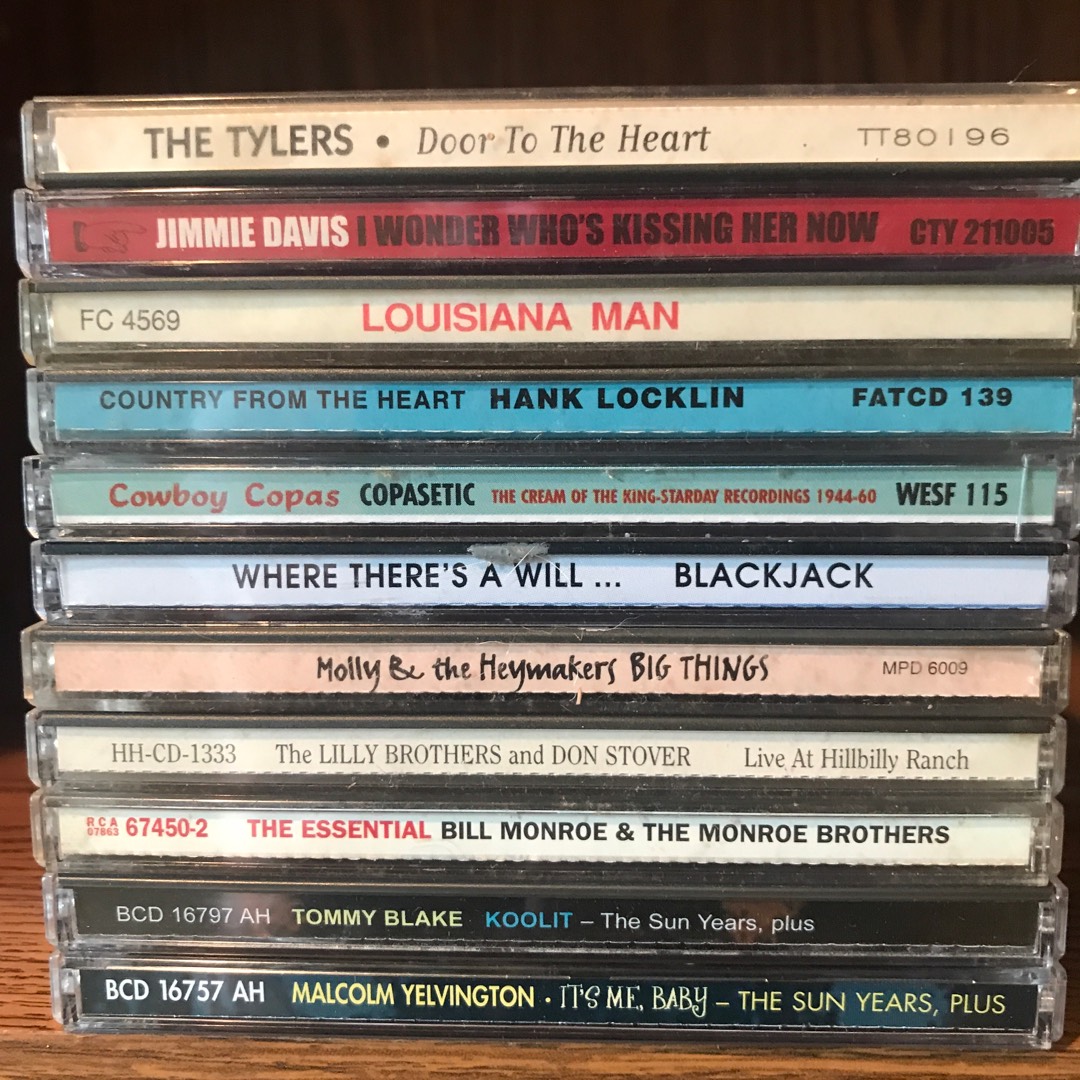 THE TYLERS • Door To The Heart TT80196
JIMMIE DAVIS I WONDER WHO'S KISSING HER NOW CTY 211005
FC 4569 LOUISIANA MAN
COUNTRY FROM THE HEART HANK LOCKLIN FATCD 139
Cowboy Copas COPASETIC THE CREAM OF THE KING-STARDAY RECORDINGS 1944-60 WESF 115
WHERE THERE'S A WILL ... BLACKJACK
Molly & the Heymakers BIG THINGS MPD 6009
HH-CD-1333 The LILLY BROTHERS and DON STOVER Live At Hillbilly Ranch
RCA 07863 67450-2 THE ESSENTIAL BILL MONROE & THE MONROE BROTHERS
BCD 16797 AH TOMMY BLAKE KOOLIT – The Sun Years, plus
BCD 16757 AH MALCOLM YELVINGTON • IT'S ME, BABY – THE SUN YEARS, PLUS